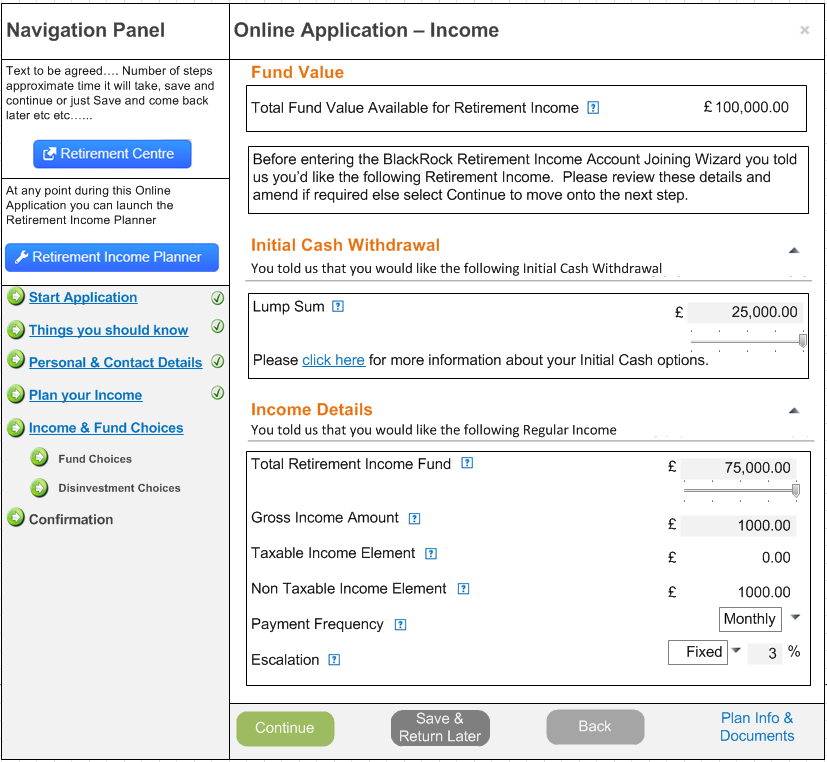 Navigation Panel
Text to be agreed…. Number of steps
approximate time it will take, save and
continue or just Save and come back
later etc etc…...
Retirement Centre
At any point during this Online
Application you can launch the
Retirement Income Planner
Retirement Income Planner
Start Application
Things you should know
Personal & Contact Details
Plan your Income
Income & Fund Choices
Fund Choices
Disinvestment Choices
Confirmation
Online Application – Income ×
Fund Value
Total Fund Value Available for Retirement Income ? £ 100,000.00
Before entering the BlackRock Retirement Income Account Joining Wizard you told
us you’d like the following Retirement Income.  Please review these details and
amend if required else select Continue to move onto the next step.
Initial Cash Withdrawal
You told us that you would like the following Initial Cash Withdrawal
Lump Sum ? £ 25,000.00
Please click here for more information about your Initial Cash options.
Income Details
You told us that you would like the following Regular Income
Total Retirement Income Fund ? £ 75,000.00
Gross Income Amount ? £ 1000.00
Taxable Income Element ? £ 0.00
Non Taxable Income Element ? £ 1000.00
Payment Frequency ? Monthly
Escalation ? Fixed 3 %
Continue
Save &
Return Later
Back
Plan Info &
Documents